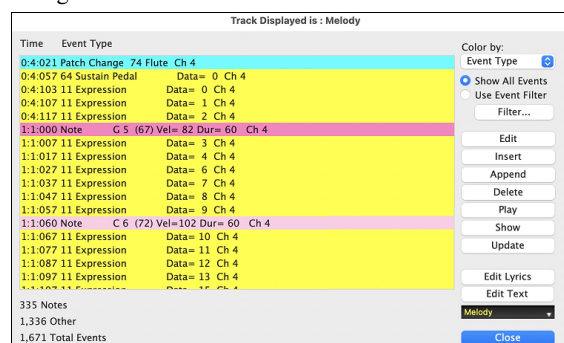 Track Displayed is : Melody
Time Event Type
Color by:
0:4:021 Patch Change 74 Flute Ch 4
Event Type
0:4:057 64 Sustain Pedal Data= 0 Ch 4
0:4:103 11 Expression Data= 0 Ch 4
0:4:107 11 Expression Data= 1 Ch 4
0:4:117 11 Expression Data= 2 Ch 4
1:1:000 Note G 5 (67) Vel= 82 Dur= 60 Ch 4
1:1:007 11 Expression Data= 3 Ch 4
1:1:017 11 Expression Data= 4 Ch 4
1:1:027 11 Expression Data= 6 Ch 4
1:1:037 11 Expression Data= 7 Ch 4
1:1:047 11 Expression Data= 8 Ch 4
1:1:057 11 Expression Data= 9 Ch 4
1:1:060 Note C 6 (72) Vel=102 Dur= 60 Ch 4
1:1:067 11 Expression Data= 10 Ch 4
1:1:077 11 Expression Data= 11 Ch 4
1:1:087 11 Expression Data= 12 Ch 4
1:1:097 11 Expression Data= 13 Ch 4
1:1:107 11 Expression Data= 15 Ch 4
Show All Events
Use Event Filter
Filter...
Edit
Insert
Append
Delete
Play
Show
Update
Edit Lyrics
Edit Text
Melody
Close
335 Notes
1,336 Other
1,671 Total Events